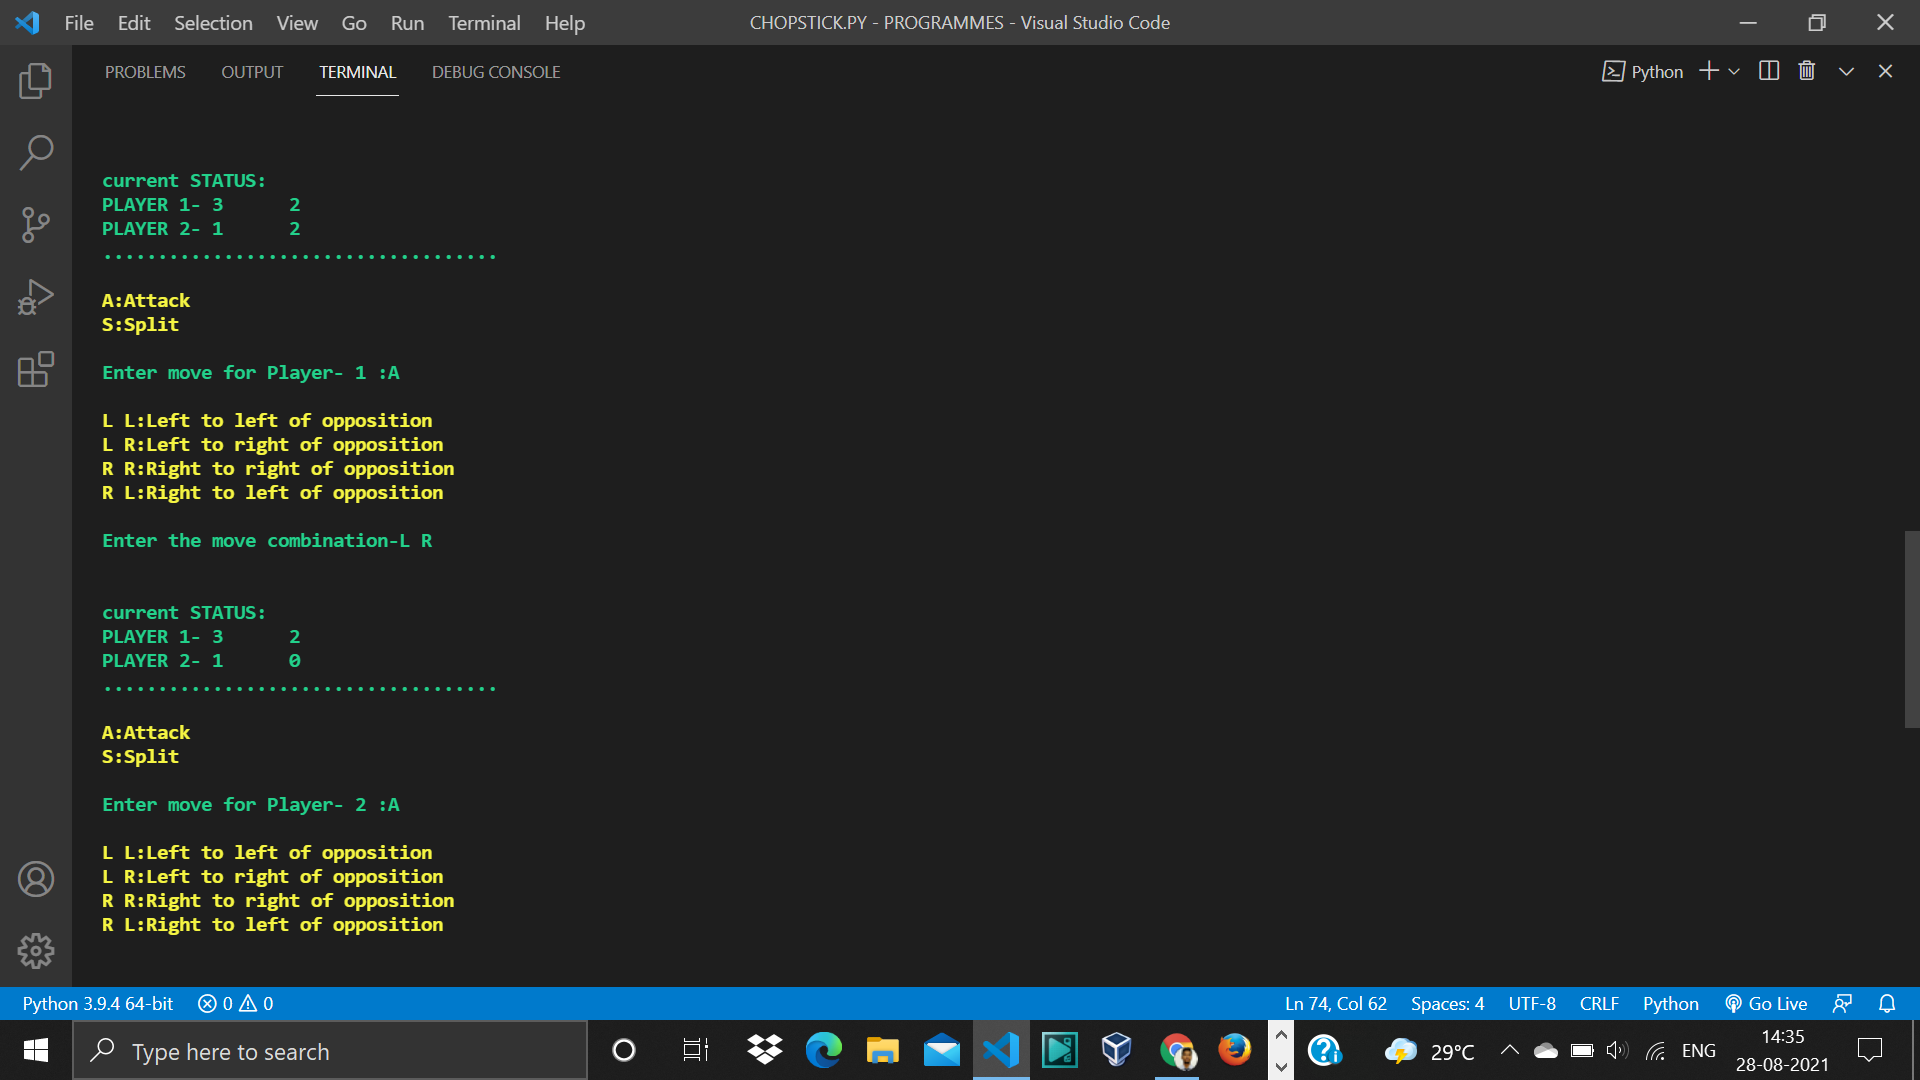 File Edit Selection View Go Run Terminal Help CHOPSTICK.PY - PROGRAMMES - Visual Studio Code
PROBLEMS OUTPUT TERMINAL DEBUG CONSOLE Python
current STATUS:
PLAYER 1- 3 2
PLAYER 2- 1 2
....................................
A:Attack
S:Split
Enter move for Player- 1 :A
L L:Left to left of opposition
L R:Left to right of opposition
R R:Right to right of opposition
R L:Right to left of opposition
Enter the move combination-L R
current STATUS:
PLAYER 1- 3 2
PLAYER 2- 1 0
....................................
A:Attack
S:Split
Enter move for Player- 2 :A
L L:Left to left of opposition
L R:Left to right of opposition
R R:Right to right of opposition
R L:Right to left of opposition
Python 3.9.4 64-bit 0 0 Ln 74, Col 62 Spaces: 4 UTF-8 CRLF Python Go Live
Type here to search 29°C ENG 14:35
28-08-2021